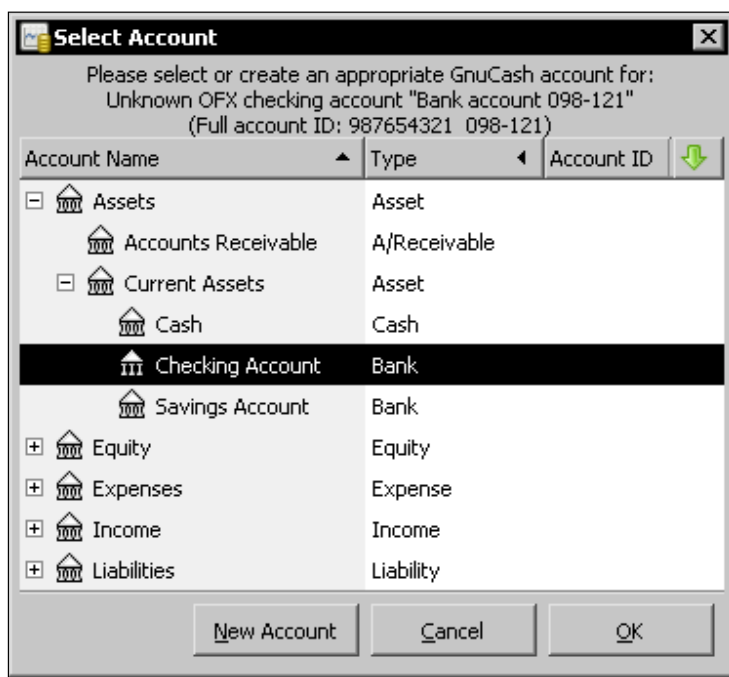 Select Account
Please select or create an appropriate GnuCash account for:
Unknown OFX checking account "Bank account 098-121"
(Full account ID: 987654321 098-121)
Account Name Type Account ID
Assets Asset
Accounts Receivable A/Receivable
Current Assets Asset
Cash Cash
Checking Account Bank
Savings Account Bank
Equity Equity
Expenses Expense
Income Income
Liabilities Liability
New Account Cancel OK